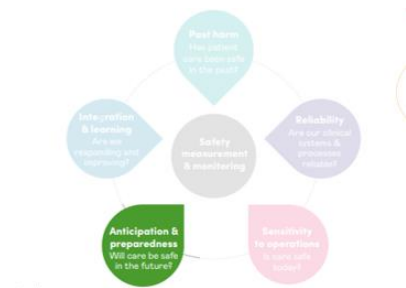 Past harm
Has patient
care been safe
in the past?
Integration
& learning
Are we
responding and
improving?
Reliability
Are our clinical
systems &
processes
reliable?
Safety
measurement
& monitoring
Anticipation &
preparedness
Will care be safe
in the future?
Sensitivity
to operations
Is care safe
today?